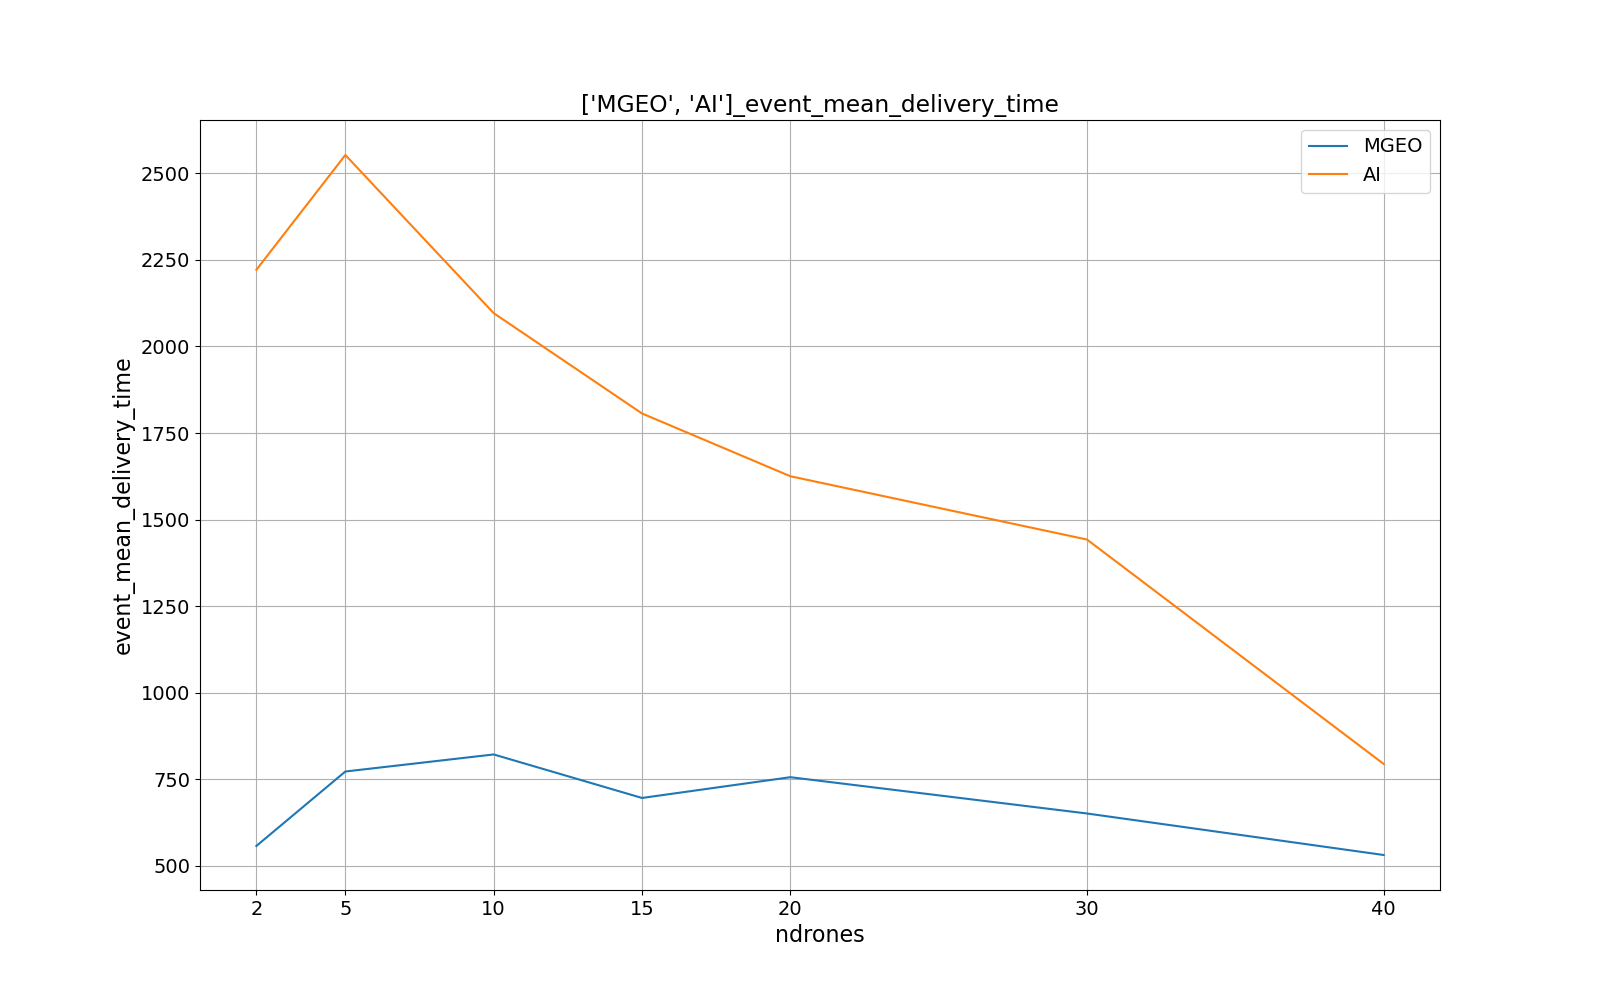 ['MGEO', 'AI']_event_mean_delivery_time
MGEO
AI
2500
2250
2000
1750
1500
1250
1000
750
500
event_mean_delivery_time
2 5 10 15 20 30 40
ndrones